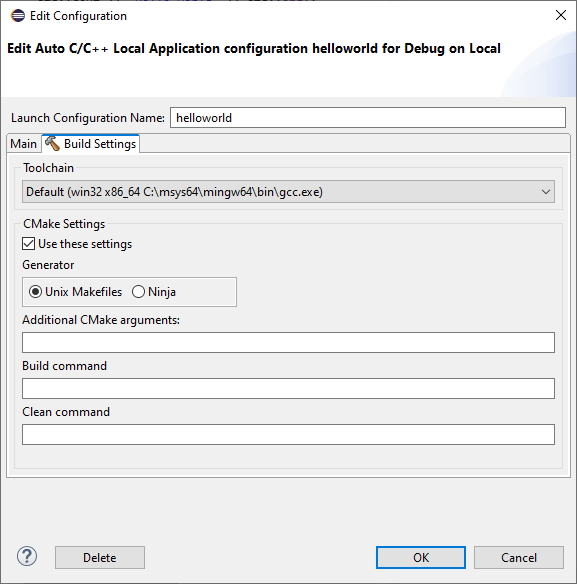 Edit Configuration
Edit Auto C/C++ Local Application configuration helloworld for Debug on Local
Launch Configuration Name: helloworld
Main Build Settings
Toolchain
Default (win32 x86_64 C:\msys64\mingw64\bin\gcc.exe)
CMake Settings
Use these settings
Generator
Unix Makefiles Ninja
Additional CMake arguments:
Build command
Clean command
? Delete OK Cancel